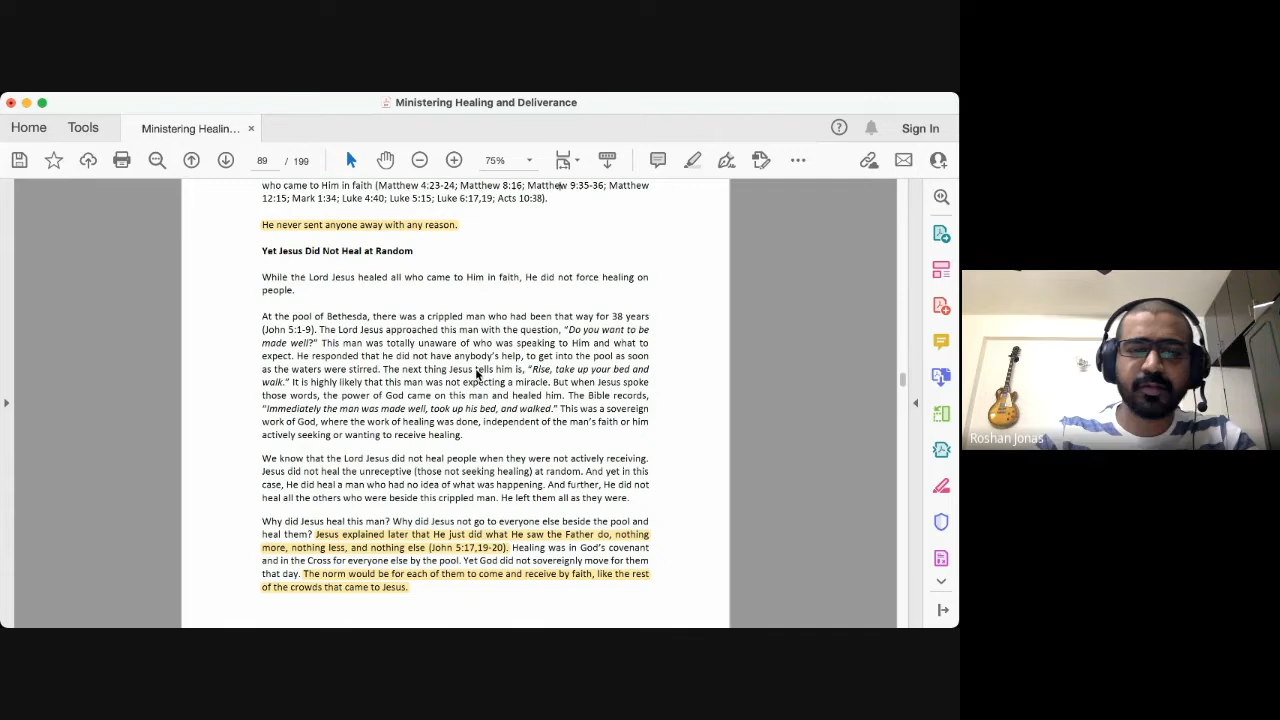 Ministering Healing and Deliverance
Home
Tools
Ministering Healin... ×
Sign In
89 / 199
75%
who came to Him in faith (Matthew 4:23-24; Matthew 8:16; Matthew 9:35-36; Matthew
12:15; Mark 1:34; Luke 4:40; Luke 5:15; Luke 6:17,19; Acts 10:38).
He never sent anyone away with any reason.
Yet Jesus Did Not Heal at Random
While the Lord Jesus healed all who came to Him in faith, He did not force healing on
people.
At the pool of Bethesda, there was a crippled man who had been that way for 38 years
(John 5:1-9). The Lord Jesus approached this man with the question, “Do you want to be
made well?” This man was totally unaware of who was speaking to Him and what to
expect. He responded that he did not have anybody’s help, to get into the pool as soon
as the waters were stirred. The next thing Jesus tells him is, “Rise, take up your bed and
walk.” It is highly likely that this man was not expecting a miracle. But when Jesus spoke
those words, the power of God came on this man and healed him. The Bible records,
“Immediately the man was made well, took up his bed, and walked.” This was a sovereign
work of God, where the work of healing was done, independent of the man’s faith or him
actively seeking or wanting to receive healing.
We know that the Lord Jesus did not heal people when they were not actively receiving.
Jesus did not heal the unreceptive (those not seeking healing) at random. And yet in this
case, He did heal a man who had no idea of what was happening. And further, He did not
heal all the others who were beside this crippled man. He left them all as they were.
Why did Jesus heal this man? Why did Jesus not go to everyone else beside the pool and
heal them? Jesus explained later that He just did what He saw the Father do, nothing
more, nothing less, and nothing else (John 5:17,19-20). Healing was in God’s covenant
and in the Cross for everyone else by the pool. Yet God did not sovereignly move for them
that day. The norm would be for each of them to come and receive by faith, like the rest
of the crowds that came to Jesus.
Roshan Jonas